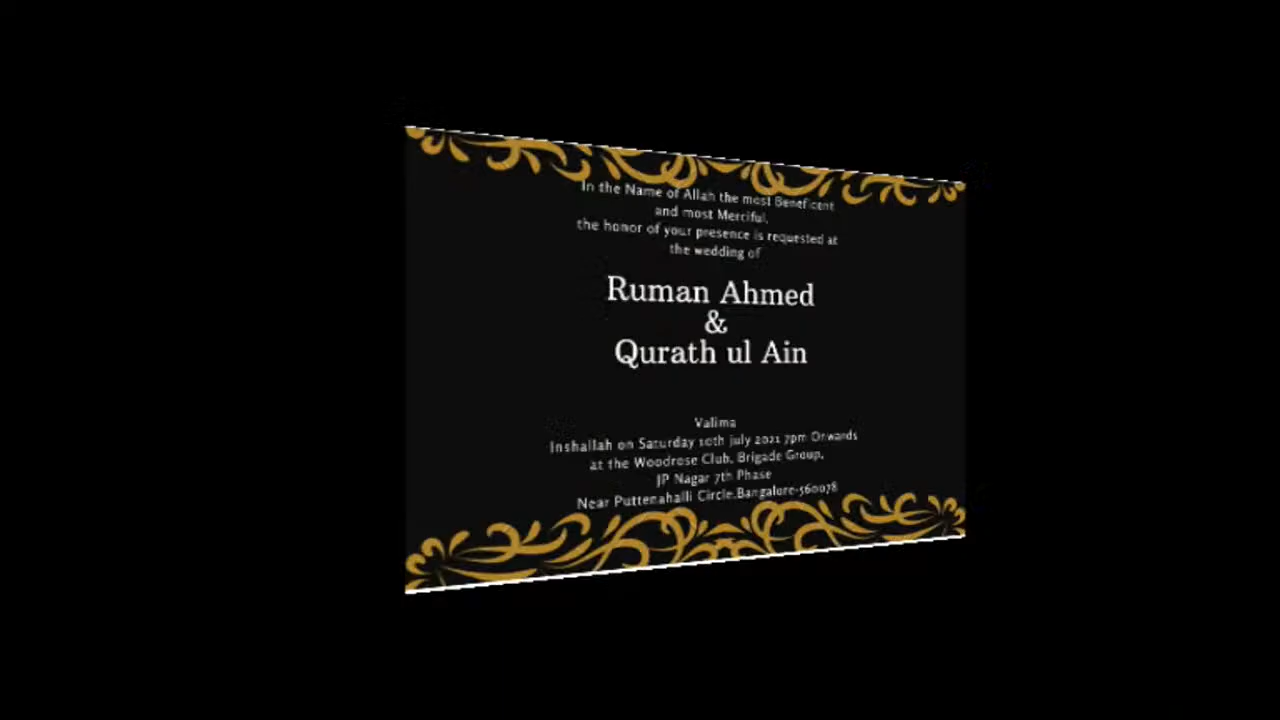 In the Name of Allah the most Beneficent
and most Merciful,
the honor of your presence is requested at
the wedding of
Ruman Ahmed
&
Qurath ul Ain
Valima
Inshallah on Saturday 10th july 2021 7pm Onwards
at the Woodrose Club, Brigade Group,
JP Nagar 7th Phase
Near Puttenahalli Circle,Bangalore-560078